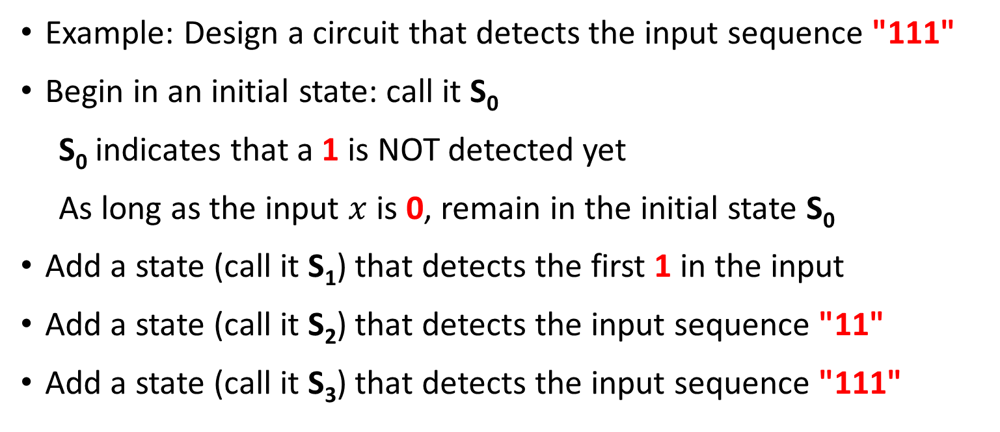 • Example: Design a circuit that detects the input sequence "111"
• Begin in an initial state: call it S₀
S₀ indicates that a 1 is NOT detected yet
As long as the input x is 0, remain in the initial state S₀
• Add a state (call it S₁) that detects the first 1 in the input
• Add a state (call it S₂) that detects the input sequence "11"
• Add a state (call it S₃) that detects the input sequence "111"